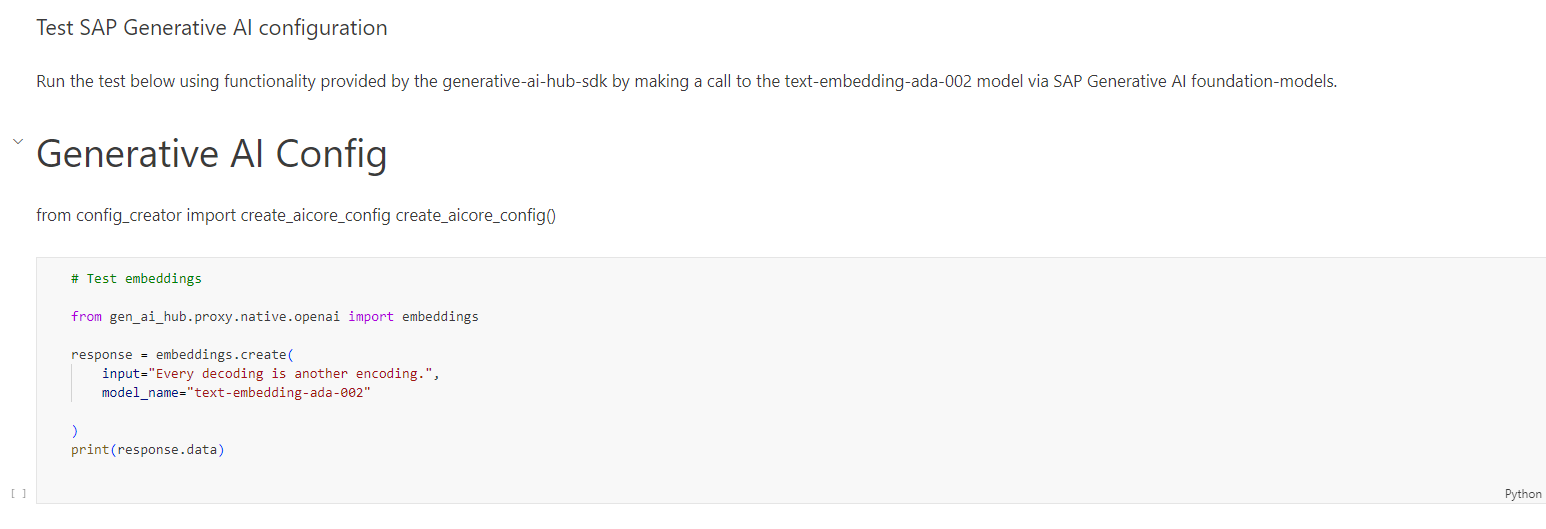 Test SAP Generative AI configuration
Run the test below using functionality provided by the generative-ai-hub-sdk by making a call to the text-embedding-ada-002 model via SAP Generative AI foundation-models.
Generative AI Config
from config_creator import create_aicore_config create_aicore_config()
# Test embeddings
from gen_ai_hub.proxy.native.openai import embeddings
response = embeddings.create(
    input="Every decoding is another encoding.",
    model_name="text-embedding-ada-002"
)
print(response.data)
[ ]
Python